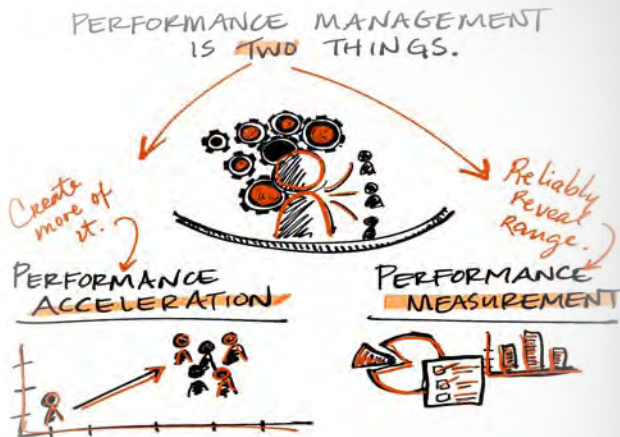 PERFORMANCE MANAGEMENT
IS TWO THINGS.
Create
more of
it.
Reliably
reveal
Range.
PERFORMANCE
ACCELERATION
PERFORMANCE
MEASUREMENT